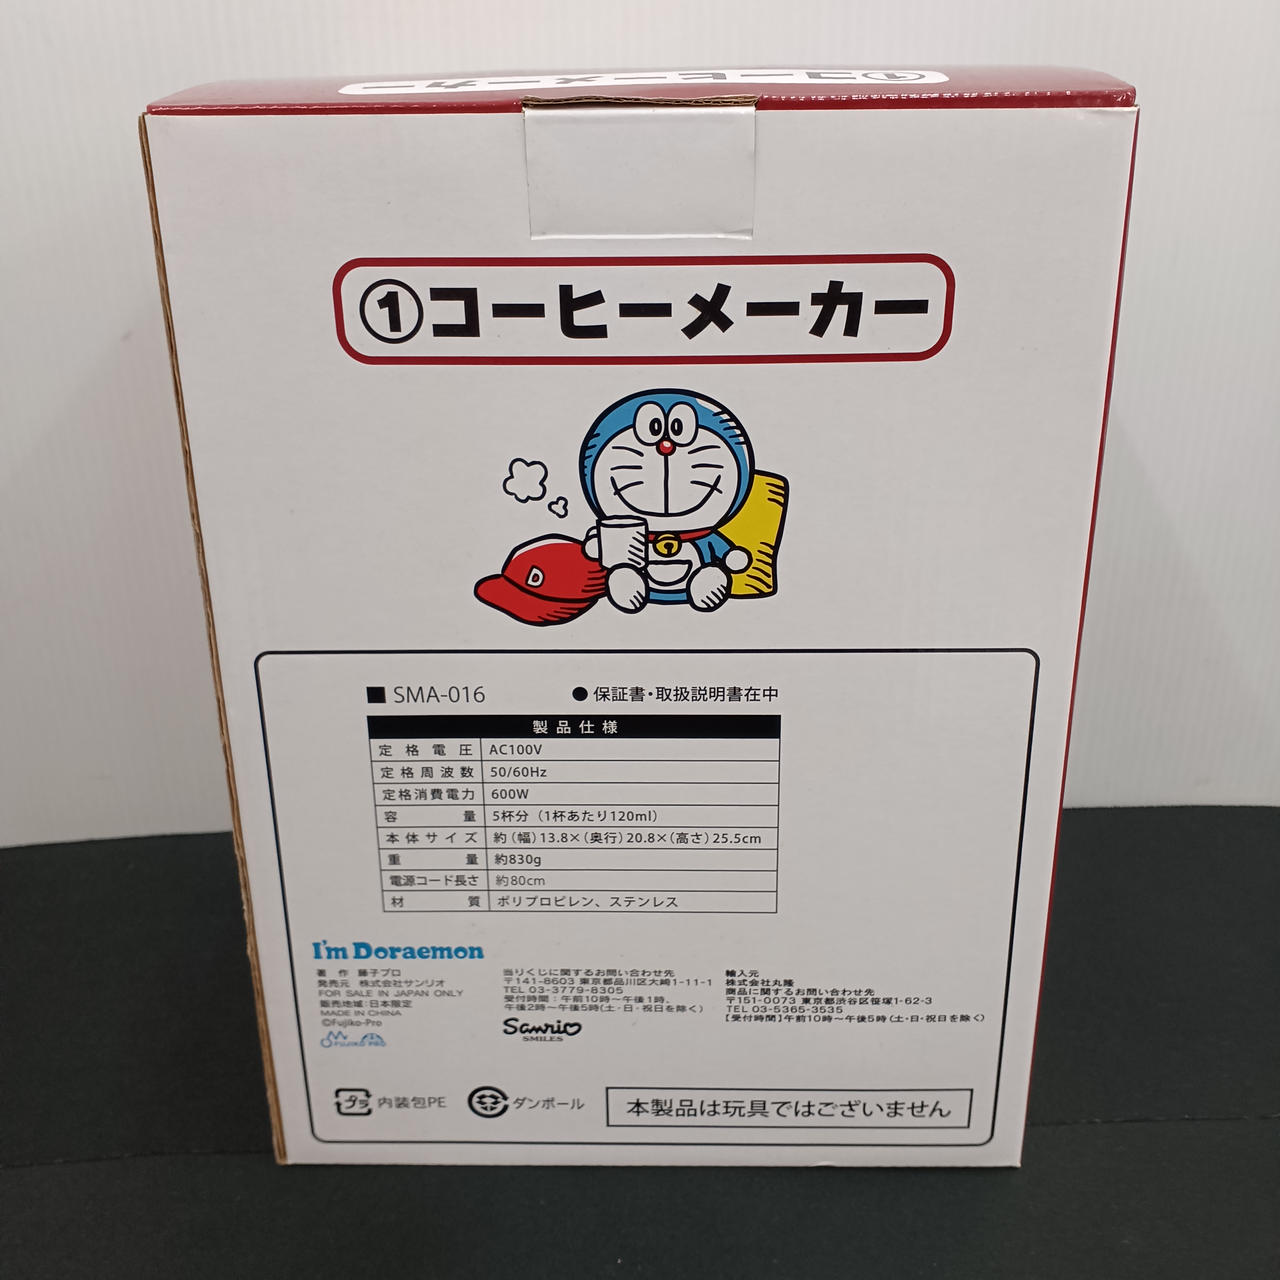 ①コーヒーメーカー
①コーヒーメーカー
D
■ SMA-016 ●保証書・取扱説明書在中
製品仕様
定格電圧 AC100V
定格周波数 50/60Hz
定格消費電力 600W
容量 5杯分（1杯あたり120ml）
本体サイズ 約（幅）13.8×（奥行）20.8×（高さ）25.5cm
重量 約830g
電源コード長さ 約80cm
材質 ポリプロピレン、ステンレス
I'm Doraemon
著 作 藤子プロ
発売元 株式会社サンリオ
FOR SALE IN JAPAN ONLY
販売地域:日本限定
MADE IN CHINA
©Fujiko-Pro
FUJIKO PRO
当りくじに関するお問い合わせ先
〒141-8603 東京都品川区大崎1-11-1
TEL 03-3779-8305
受付時間：午前10時〜午後1時、
午後2時〜午後5時(土・日・祝日を除く)
Sanrio
SMILES
輸入元
株式会社丸隆
商品に関するお問い合わせ先
〒151-0073 東京都渋谷区笹塚1-62-3
TEL 03-5365-3535
【受付時間】午前10時〜午後5時(土・日・祝日を除く)
プラ 内装包PE
ダンボール
本製品は玩具ではございません